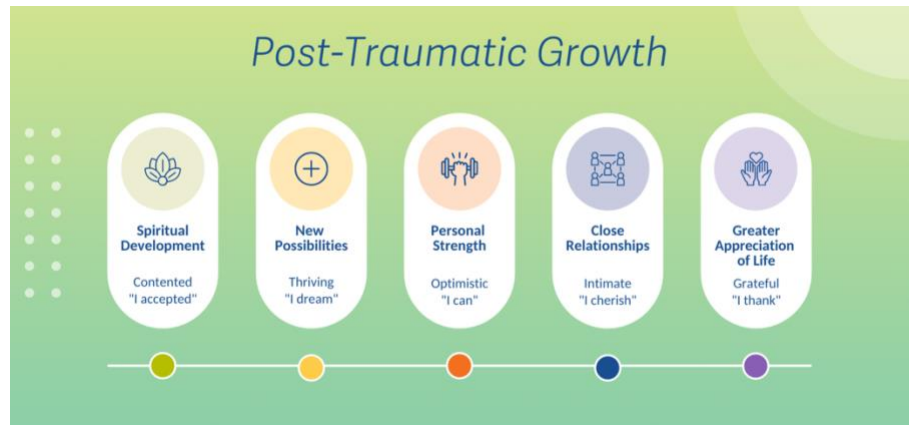 Post-Traumatic Growth
Spiritual
Development
Contented
"I accepted"
New
Possibilities
Thriving
"I dream"
Personal
Strength
Optimistic
"I can"
Close
Relationships
Intimate
"I cherish"
Greater
Appreciation
of Life
Grateful
"I thank"